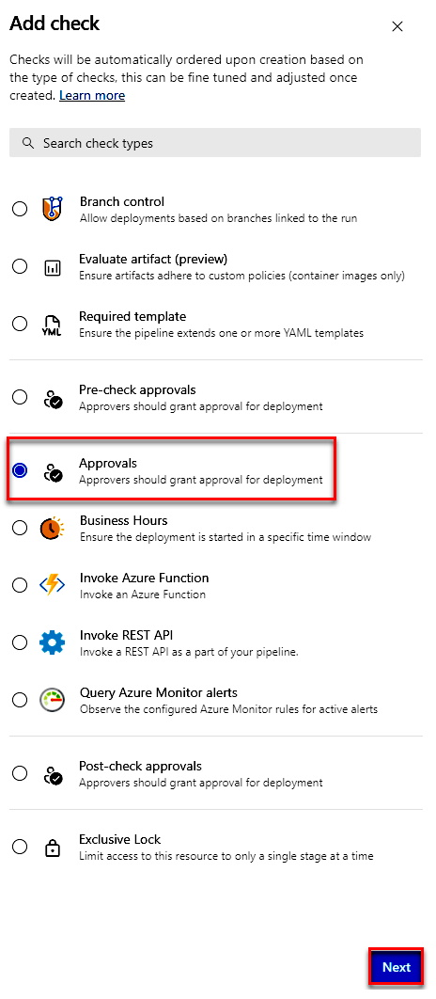 Add check
Checks will be automatically ordered upon creation based on
the type of checks, this can be fine tuned and adjusted once
created. Learn more
Search check types
Branch control
Allow deployments based on branches linked to the run
Evaluate artifact (preview)
Ensure artifacts adhere to custom policies (container images only)
YML
Required template
Ensure the pipeline extends one or more YAML templates
Pre-check approvals
Approvers should grant approval for deployment
Approvals
Approvers should grant approval for deployment
Business Hours
Ensure the deployment is started in a specific time window
Invoke Azure Function
Invoke an Azure Function
Invoke REST API
Invoke a REST API as a part of your pipeline.
Query Azure Monitor alerts
Observe the configured Azure Monitor rules for active alerts
Post-check approvals
Approvers should grant approval for deployment
Exclusive Lock
Limit access to this resource to only a single stage at a time
Next